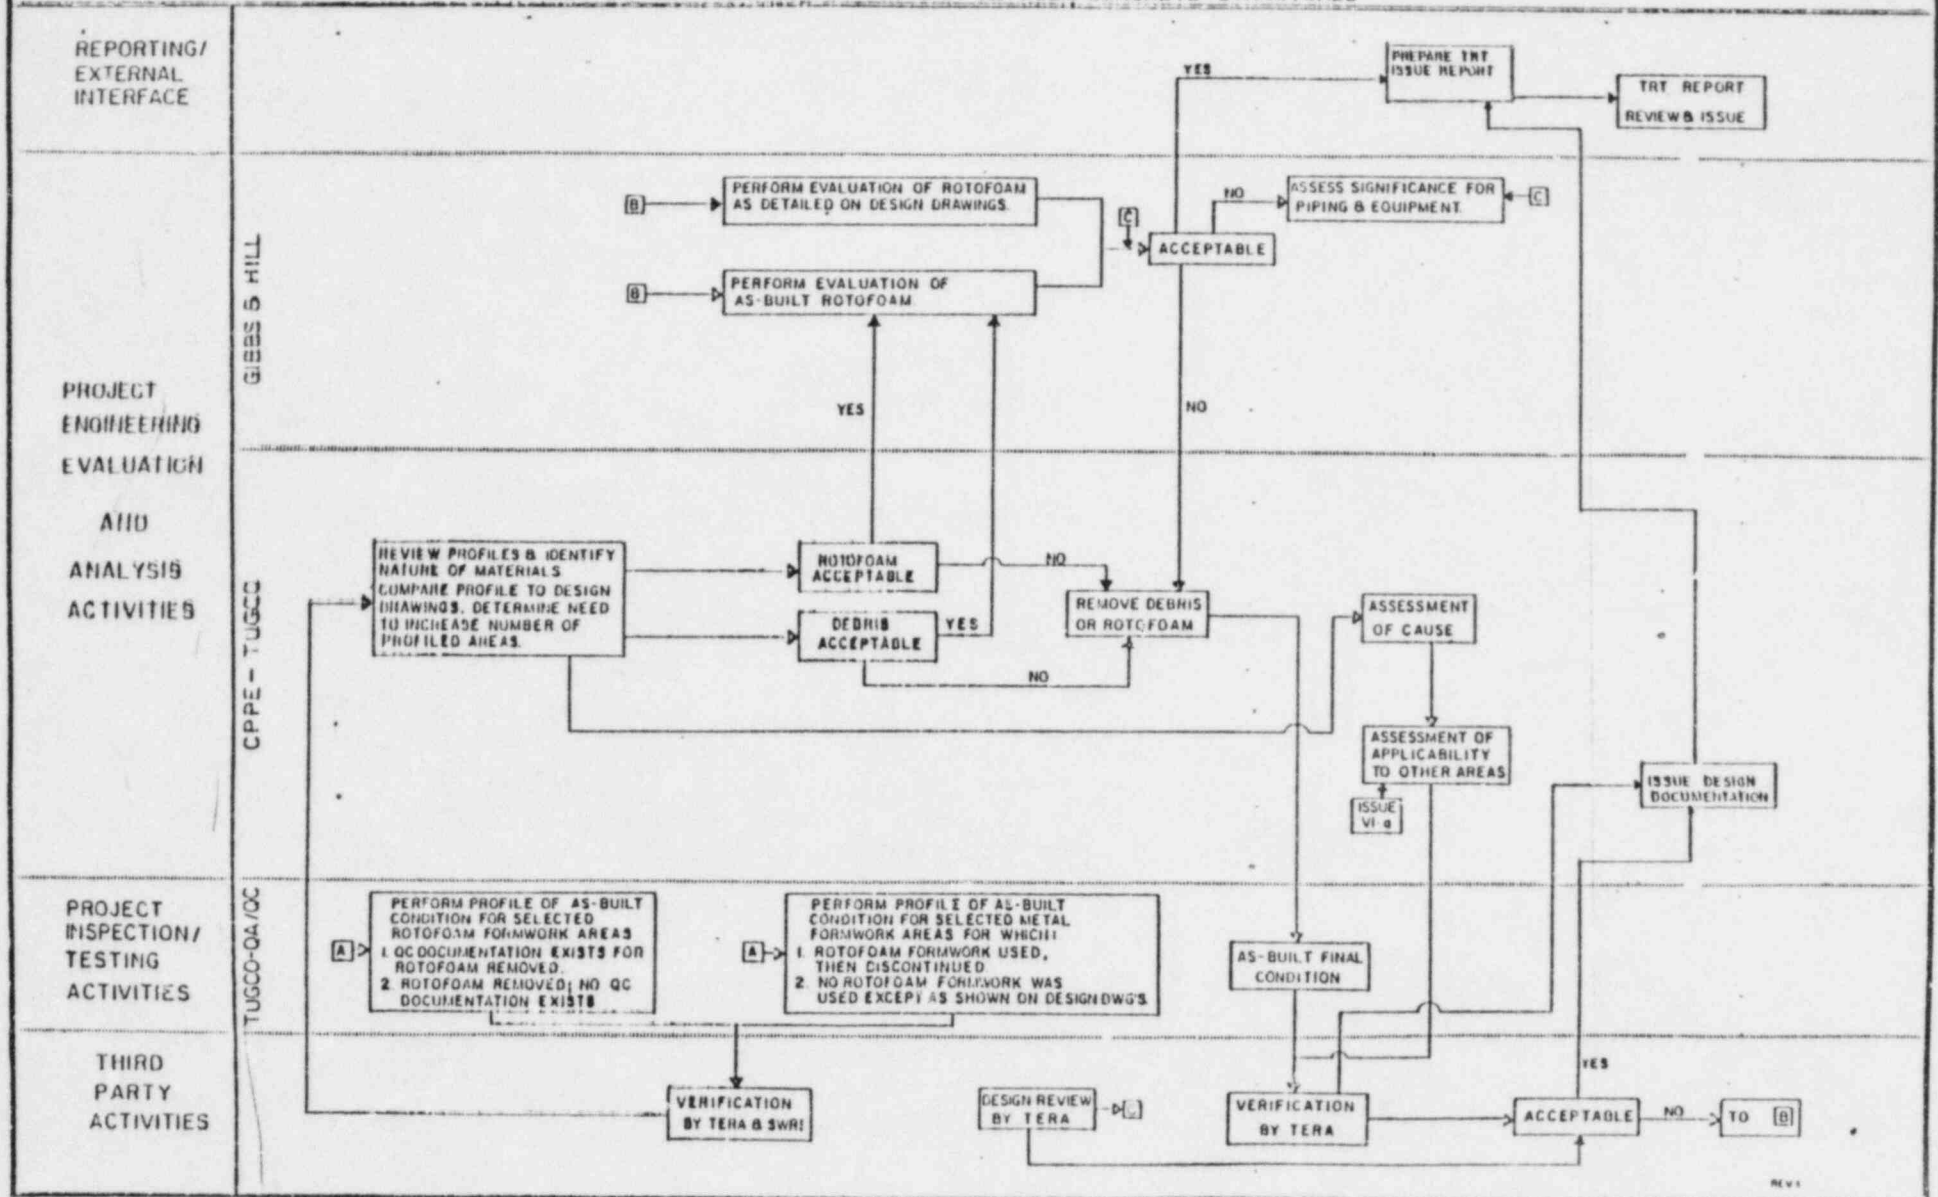 REPORTING/
EXTERNAL
INTERFACE
YES
PREPARE TRT
ISSUE REPORT
TRT REPORT
REVIEW & ISSUE
PROJECT
ENGINEERING
EVALUATION
AND
ANALYSIS
ACTIVITIES
GIBBS & HILL
B
PERFORM EVALUATION OF ROTOFOAM
AS DETAILED ON DESIGN DRAWINGS.
B
PERFORM EVALUATION OF
AS-BUILT ROTOFOAM
C
ACCEPTABLE
NO
ASSESS SIGNIFICANCE FOR
PIPING & EQUIPMENT.
C
YES
NO
CPPE - TUGCO
REVIEW PROFILES & IDENTIFY
NATURE OF MATERIALS
COMPARE PROFILE TO DESIGN
DRAWINGS. DETERMINE NEED
TO INCREASE NUMBER OF
PROFILED AREAS.
ROTOFOAM
ACCEPTABLE
NO
DEBRIS
ACCEPTABLE
YES
NO
REMOVE DEBRIS
OR ROTOFOAM
ASSESSMENT
OF CAUSE
ASSESSMENT OF
APPLICABILITY
TO OTHER AREAS
ISSUE
VI-a
ISSUE DESIGN
DOCUMENTATION
PROJECT
INSPECTION/
TESTING
ACTIVITIES
TUGCO-QA/QC
A
PERFORM PROFILE OF AS-BUILT
CONDITION FOR SELECTED
ROTOFOAM FORMWORK AREAS
1. QC DOCUMENTATION EXISTS FOR
ROTOFOAM REMOVED.
2. ROTOFOAM REMOVED; NO QC
DOCUMENTATION EXISTS
A
PERFORM PROFILE OF AS-BUILT
CONDITION FOR SELECTED METAL
FORMWORK AREAS FOR WHICH:
1. ROTOFOAM FORMWORK USED,
THEN DISCONTINUED
2. NO ROTOFOAM FORMWORK WAS
USED EXCEPT AS SHOWN ON DESIGN DWG'S.
AS-BUILT FINAL
CONDITION
THIRD
PARTY
ACTIVITIES
VERIFICATION
BY TERA & SWRI
DESIGN REVIEW
BY TERA
C
VERIFICATION
BY TERA
YES
ACCEPTABLE
NO
TO B
REV 1